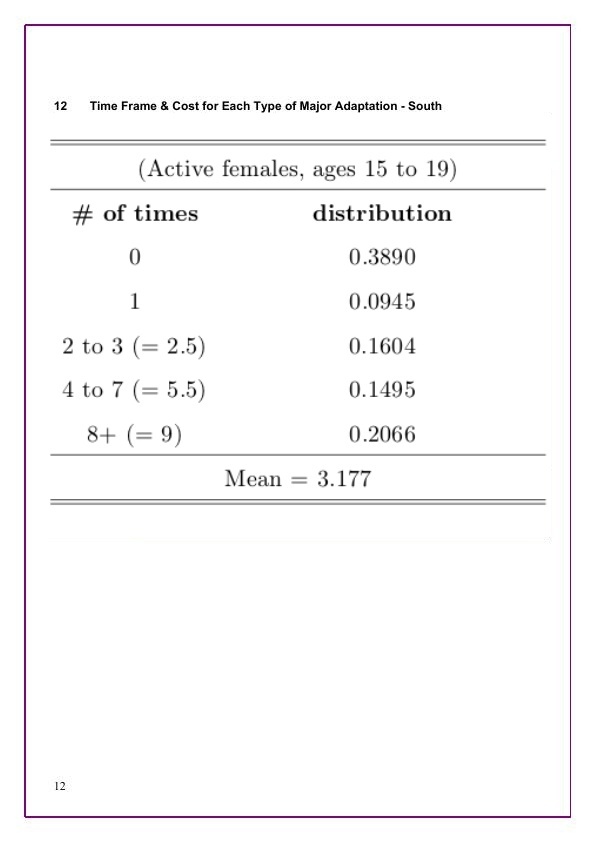 12 Time Frame & Cost for Each Type of Major Adaptation - South
(Active females, ages 15 to 19)
# of times distribution
0 0.3890
1 0.0945
2 to 3 (= 2.5) 0.1604
4 to 7 (= 5.5) 0.1495
8+ (= 9) 0.2066
Mean = 3.177
12